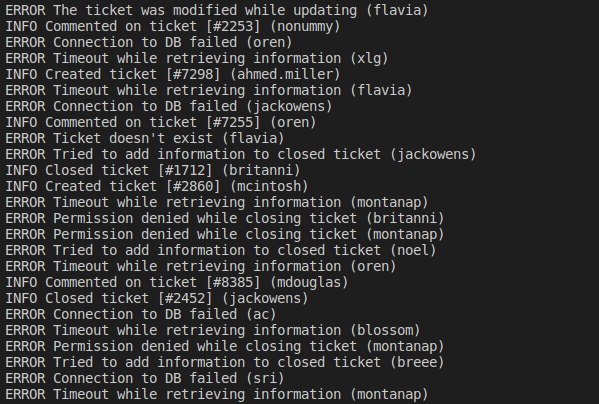 ERROR The ticket was modified while updating (flavia)
INFO Commented on ticket [#2253] (nonummy)
ERROR Connection to DB failed (oren)
ERROR Timeout while retrieving information (xlg)
INFO Created ticket [#7298] (ahmed.miller)
ERROR Timeout while retrieving information (flavia)
ERROR Connection to DB failed (jackowens)
INFO Commented on ticket [#7255] (oren)
ERROR Ticket doesn't exist (flavia)
ERROR Tried to add information to closed ticket (jackowens)
INFO Closed ticket [#1712] (britanni)
INFO Created ticket [#2860] (mcintosh)
ERROR Timeout while retrieving information (montanap)
ERROR Permission denied while closing ticket (britanni)
ERROR Permission denied while closing ticket (montanap)
ERROR Tried to add information to closed ticket (noel)
ERROR Timeout while retrieving information (oren)
INFO Commented on ticket [#8385] (mdouglas)
INFO Closed ticket [#2452] (jackowens)
ERROR Connection to DB failed (ac)
ERROR Timeout while retrieving information (blossom)
ERROR Permission denied while closing ticket (montanap)
ERROR Tried to add information to closed ticket (breee)
ERROR Connection to DB failed (sri)
ERROR Timeout while retrieving information (montanap)